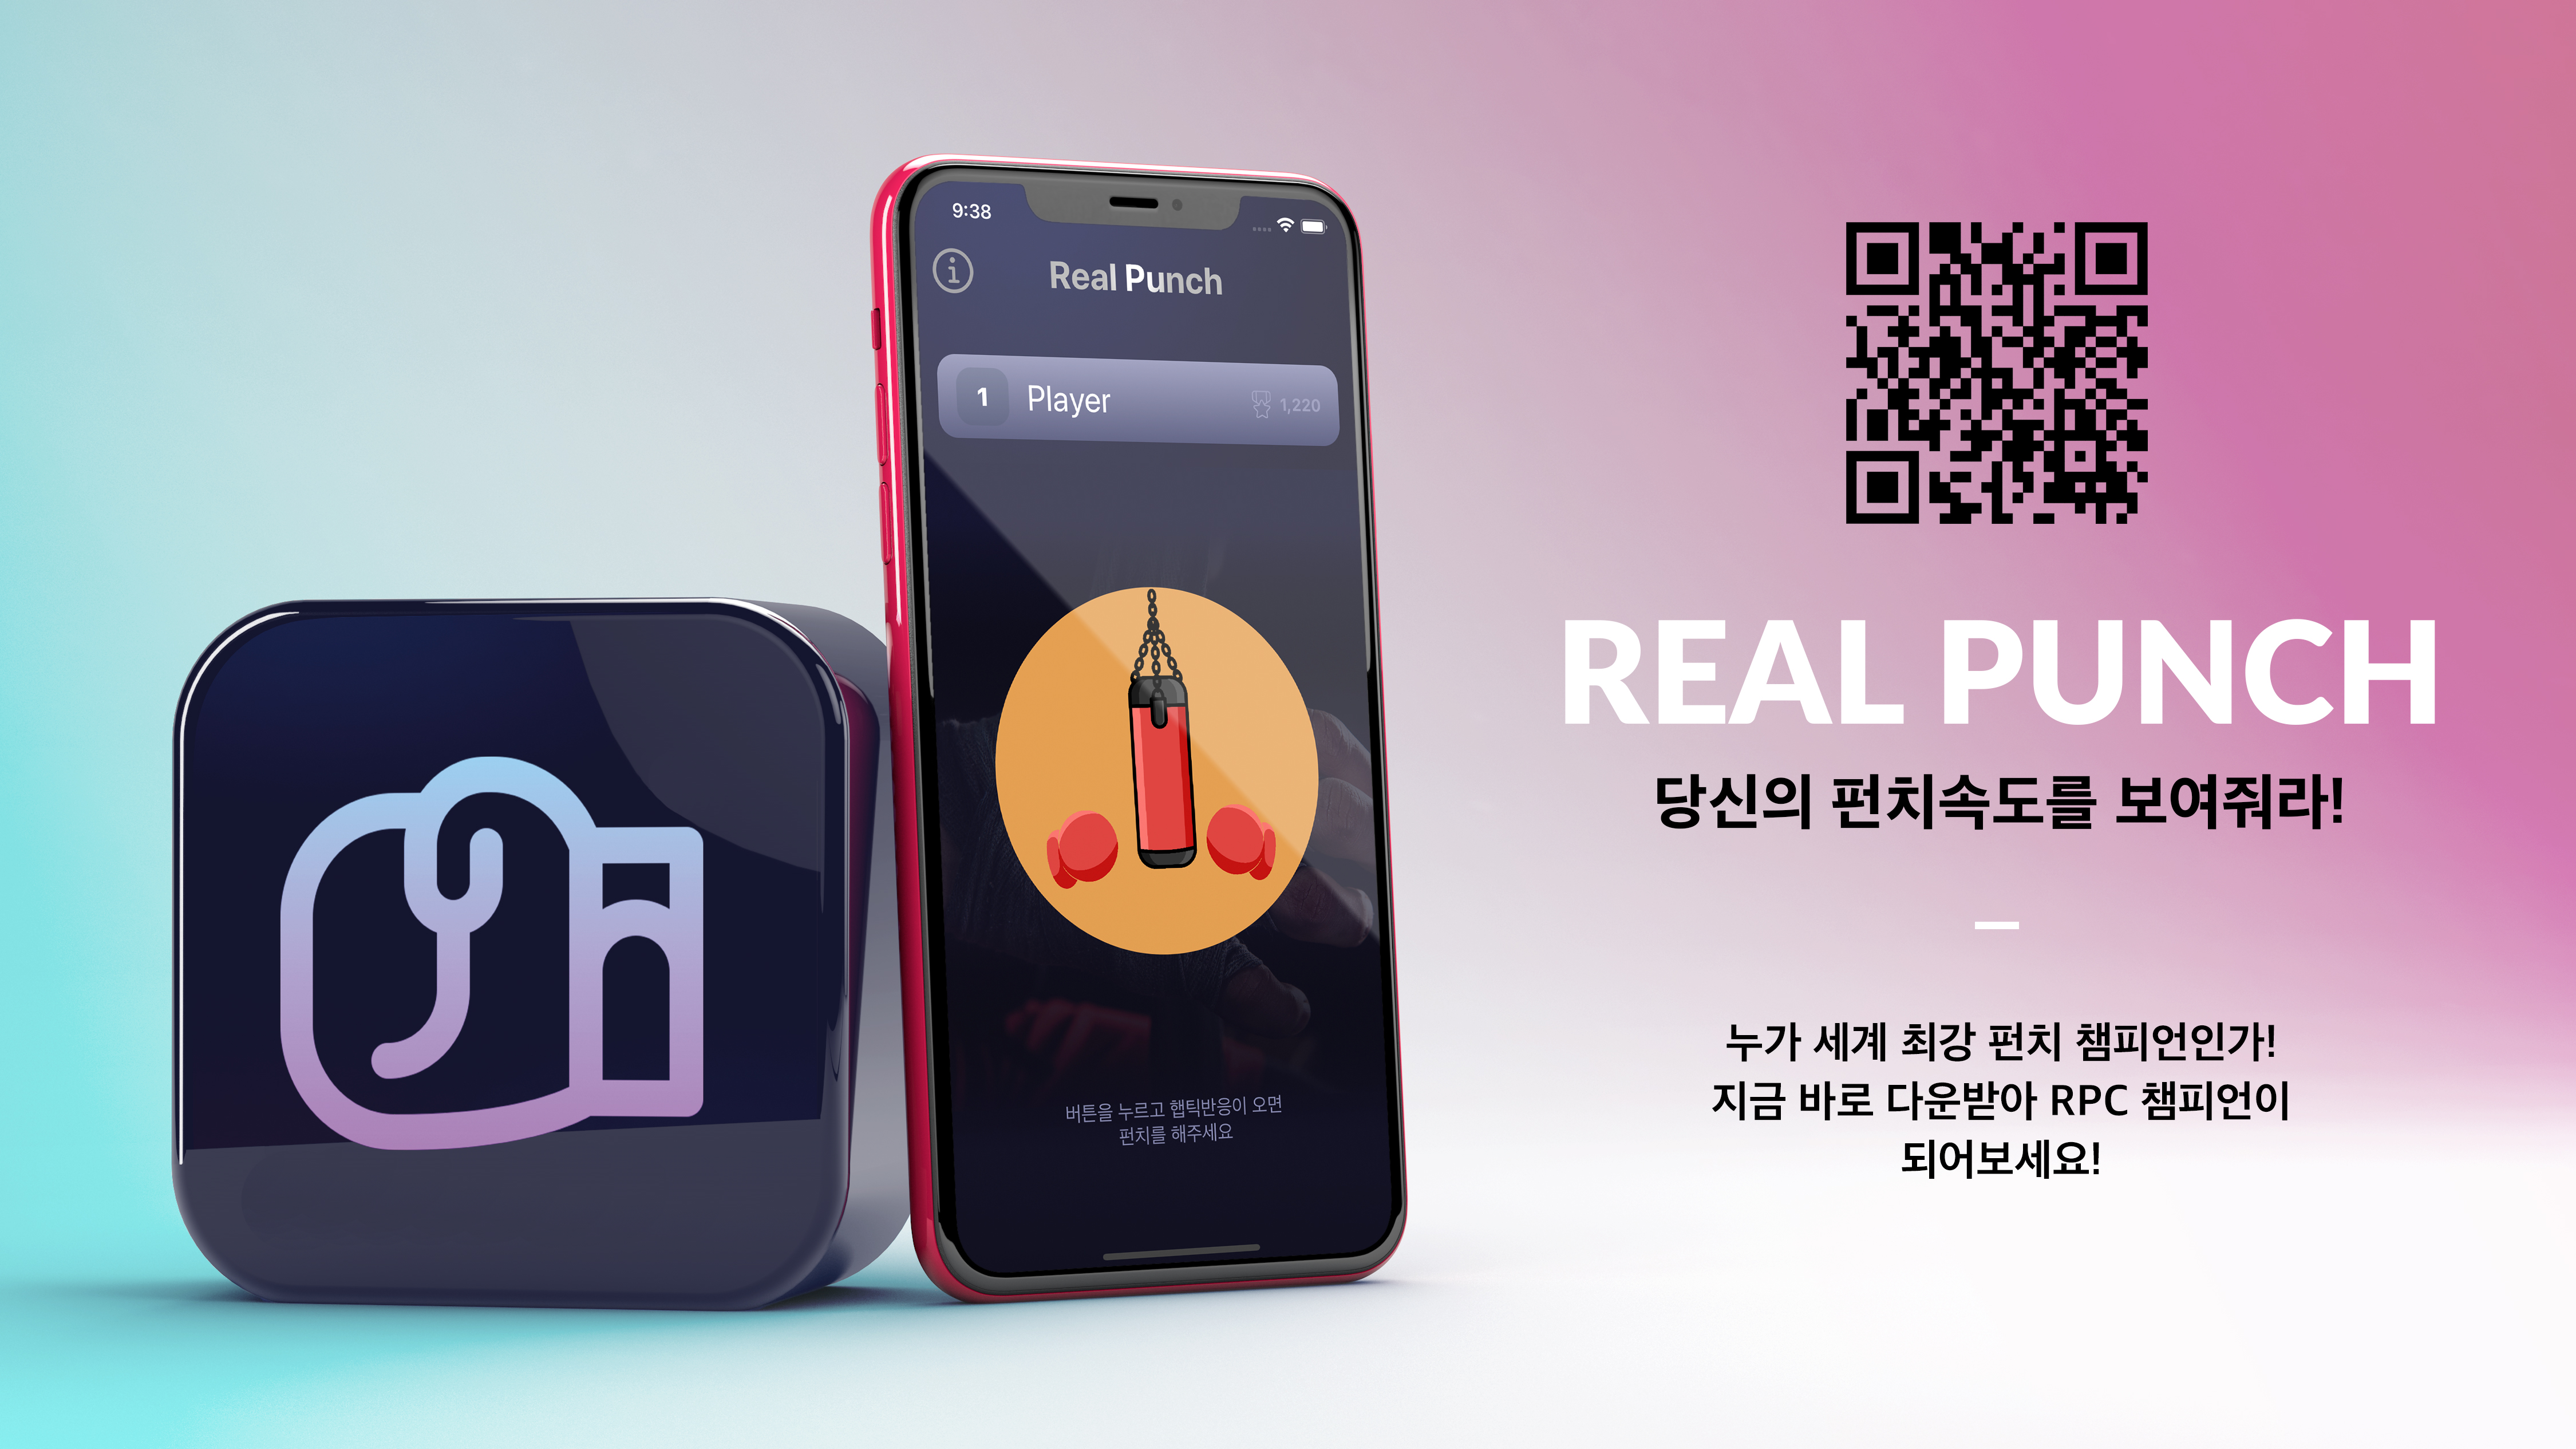 9:38
Real Punch
1 Player 1,220
버튼을 누르고 햅틱반응이 오면
펀치를 해주세요
REAL PUNCH
당신의 펀치속도를 보여줘라!
누가 세계 최강 펀치 챔피언인가!
지금 바로 다운받아 RPC 챔피언이
되어보세요!